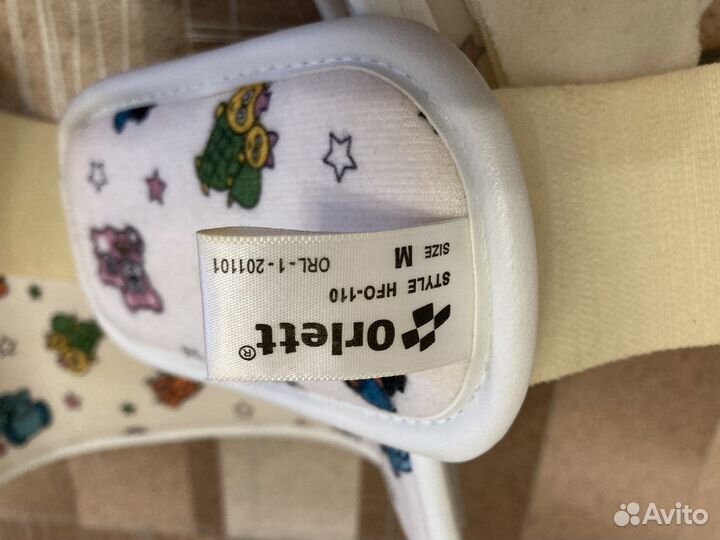 Orlett®
STYLE HFO-110
SIZE M
ORL-1-201101
Avito